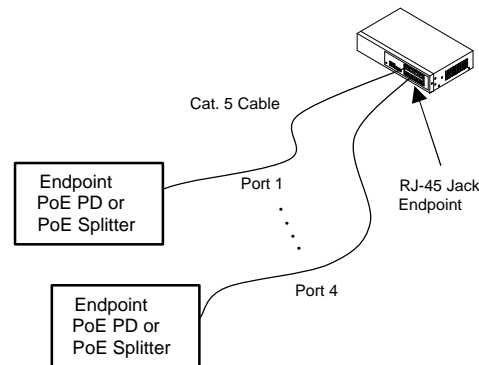 Cat. 5 Cable
Endpoint
PoE PD or
PoE Splitter
Port 1
RJ-45 Jack
Endpoint
Port 4
Endpoint
PoE PD or
PoE Splitter